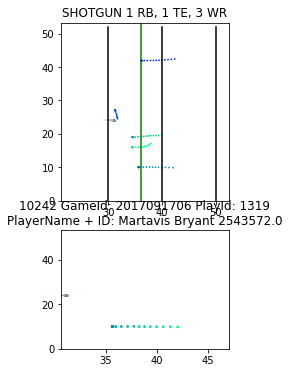 SHOTGUN 1 RB, 1 TE, 3 WR
50
40
30
20
10
0
30 40 50
10242 GameId: 2017091706 PlayId: 1319
PlayerName + ID: Martavis Bryant 2543572.0
40
20
0
35 40 45